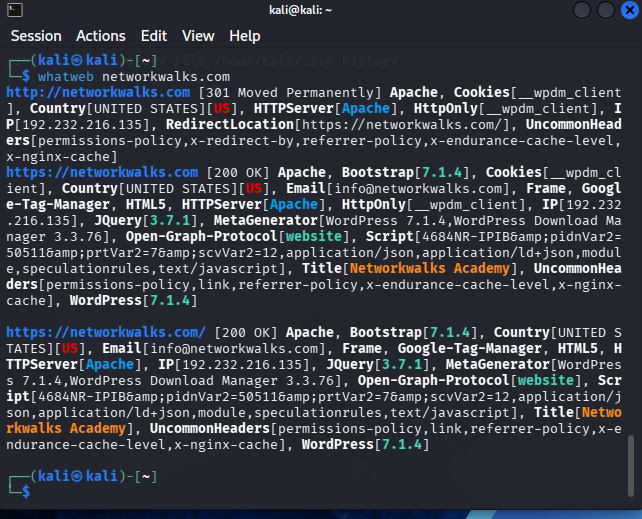 kali@kali: ~
Session Actions Edit View Help
┌──(kali㉿kali)-[~]
└─$ whatweb networkwalks.com
http://networkwalks.com [301 Moved Permanently] Apache, Cookies[__wpdm_client
], Country[UNITED STATES][US], HTTPServer[Apache], HttpOnly[__wpdm_client], I
P[192.232.216.135], RedirectLocation[https://networkwalks.com/], UncommonHead
ers[permissions-policy,x-redirect-by,referrer-policy,x-endurance-cache-level,
x-nginx-cache]
https://networkwalks.com [200 OK] Apache, Bootstrap[7.1.4], Cookies[__wpdm_cl
ient], Country[UNITED STATES][US], Email[info@networkwalks.com], Frame, Googl
e-Tag-Manager, HTML5, HTTPServer[Apache], HttpOnly[__wpdm_client], IP[192.232
.216.135], JQuery[3.7.1], MetaGenerator[WordPress 7.1.4,WordPress Download Ma
nager 3.3.76], Open-Graph-Protocol[website], Script[4684NR-IPIB&amp;pidnVar2=
50511&amp;prtVar2=7&amp;scvVar2=12,application/json,application/ld+json,modul
e,speculationrules,text/javascript], Title[Networkwalks Academy], UncommonHea
ders[permissions-policy,link,referrer-policy,x-endurance-cache-level,x-nginx-
cache], WordPress[7.1.4]
https://networkwalks.com/ [200 OK] Apache, Bootstrap[7.1.4], Country[UNITED S
TATES][US], Email[info@networkwalks.com], Frame, Google-Tag-Manager, HTML5, H
TTPServer[Apache], IP[192.232.216.135], JQuery[3.7.1], MetaGenerator[WordPres
s 7.1.4,WordPress Download Manager 3.3.76], Open-Graph-Protocol[website], Scr
ipt[4684NR-IPIB&amp;pidnVar2=50511&amp;prtVar2=7&amp;scvVar2=12,application/j
son,application/ld+json,module,speculationrules,text/javascript], Title[Netwo
rkwalks Academy], UncommonHeaders[permissions-policy,link,referrer-policy,x-e
ndurance-cache-level,x-nginx-cache], WordPress[7.1.4]
┌──(kali㉿kali)-[~]
└─$